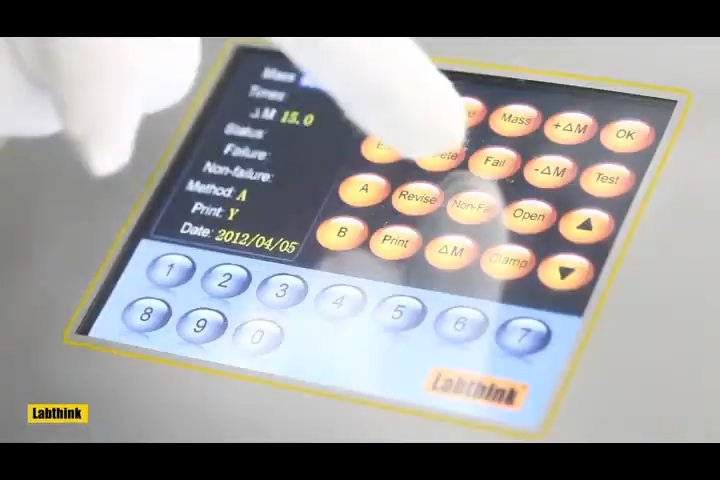 Mass:
Times:
ΔM 15.0
Status:
Failure:
Non-failure:
Method: A
Print: Y
Date: 2012/04/05
Mass +ΔM OK
Fail -ΔM Test
A Revise Non-Fail Open ▲
B Print ΔM Clamp ▼
1 2 3 4 5 6 7
8 9 0
Labthink
Labthink